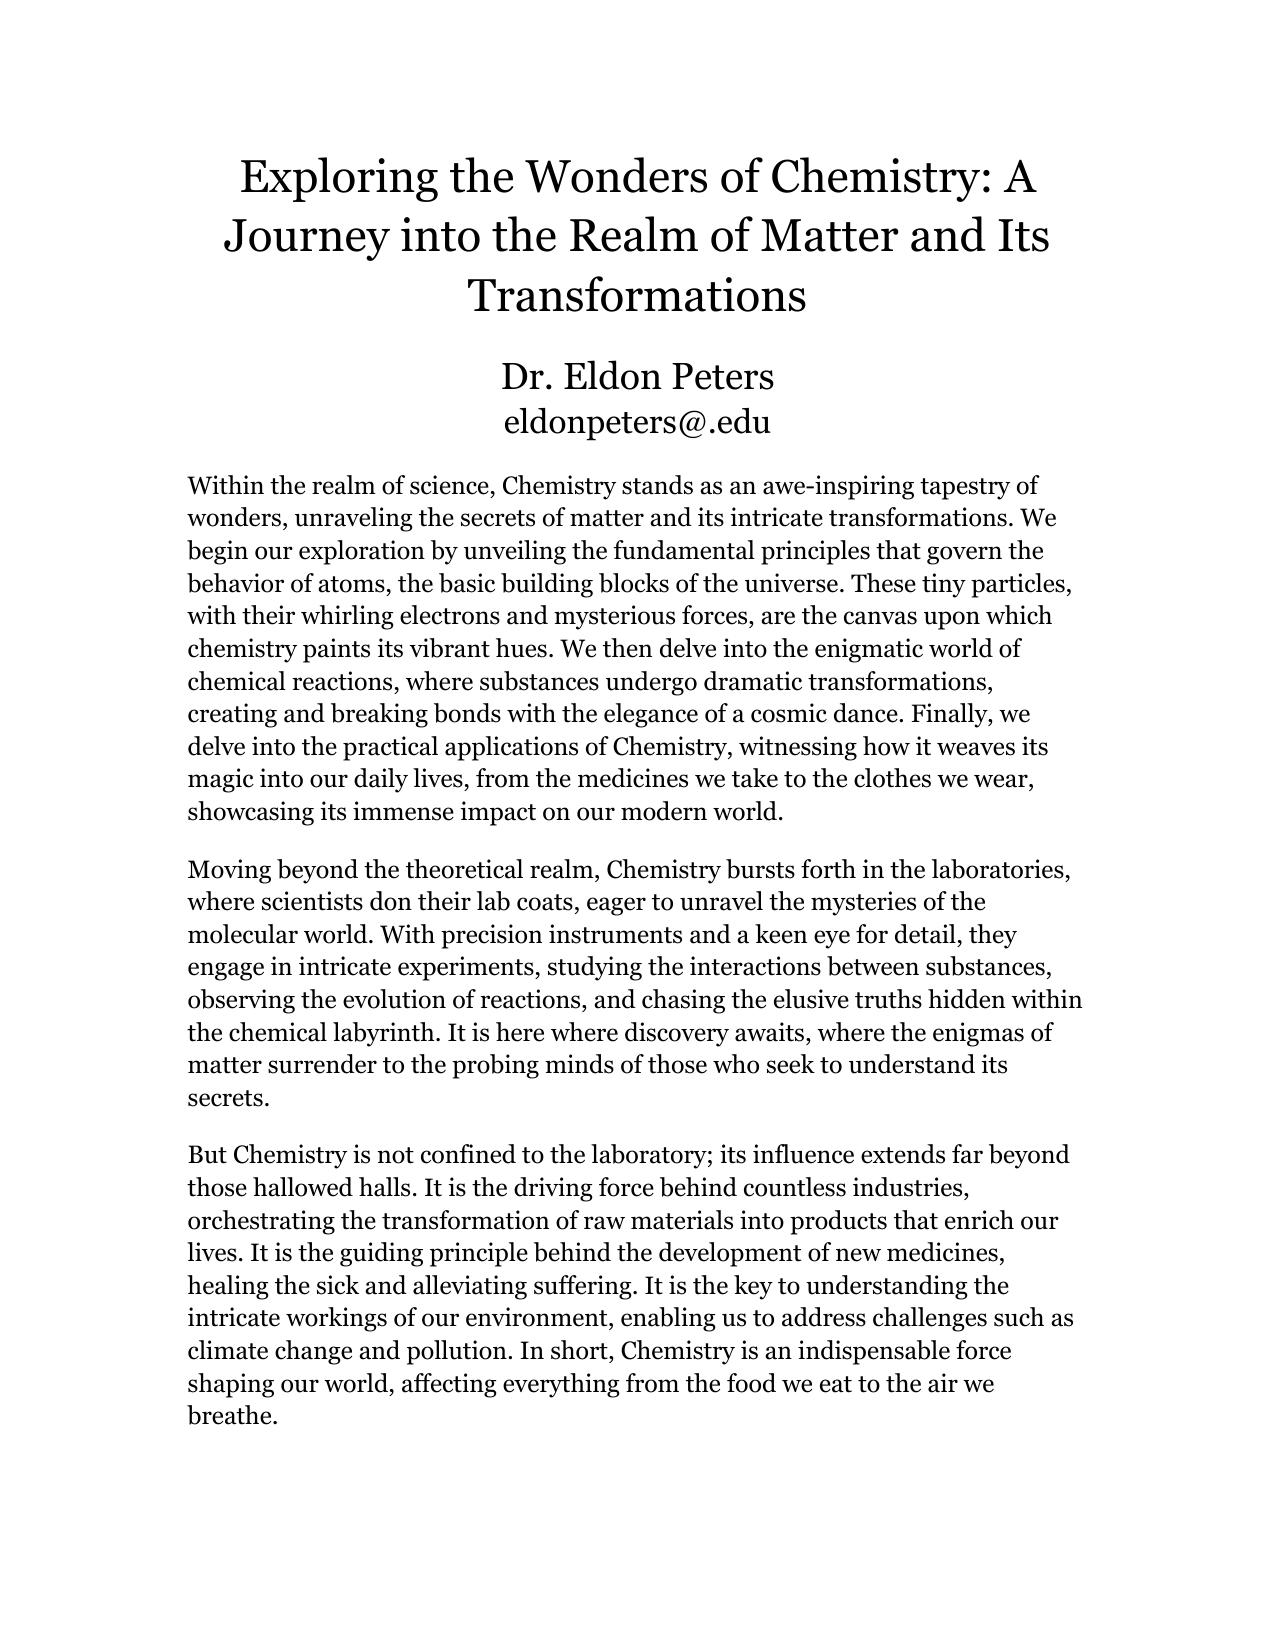 Exploring the Wonders of Chemistry: A
Journey into the Realm of Matter and Its
Transformations
Dr. Eldon Peters
eldonpeters@.edu
Within the realm of science, Chemistry stands as an awe-inspiring tapestry of
wonders, unraveling the secrets of matter and its intricate transformations. We
begin our exploration by unveiling the fundamental principles that govern the
behavior of atoms, the basic building blocks of the universe. These tiny particles,
with their whirling electrons and mysterious forces, are the canvas upon which
chemistry paints its vibrant hues. We then delve into the enigmatic world of
chemical reactions, where substances undergo dramatic transformations,
creating and breaking bonds with the elegance of a cosmic dance. Finally, we
delve into the practical applications of Chemistry, witnessing how it weaves its
magic into our daily lives, from the medicines we take to the clothes we wear,
showcasing its immense impact on our modern world.
Moving beyond the theoretical realm, Chemistry bursts forth in the laboratories,
where scientists don their lab coats, eager to unravel the mysteries of the
molecular world. With precision instruments and a keen eye for detail, they
engage in intricate experiments, studying the interactions between substances,
observing the evolution of reactions, and chasing the elusive truths hidden within
the chemical labyrinth. It is here where discovery awaits, where the enigmas of
matter surrender to the probing minds of those who seek to understand its
secrets.
But Chemistry is not confined to the laboratory; its influence extends far beyond
those hallowed halls. It is the driving force behind countless industries,
orchestrating the transformation of raw materials into products that enrich our
lives. It is the guiding principle behind the development of new medicines,
healing the sick and alleviating suffering. It is the key to understanding the
intricate workings of our environment, enabling us to address challenges such as
climate change and pollution. In short, Chemistry is an indispensable force
shaping our world, affecting everything from the food we eat to the air we
breathe.